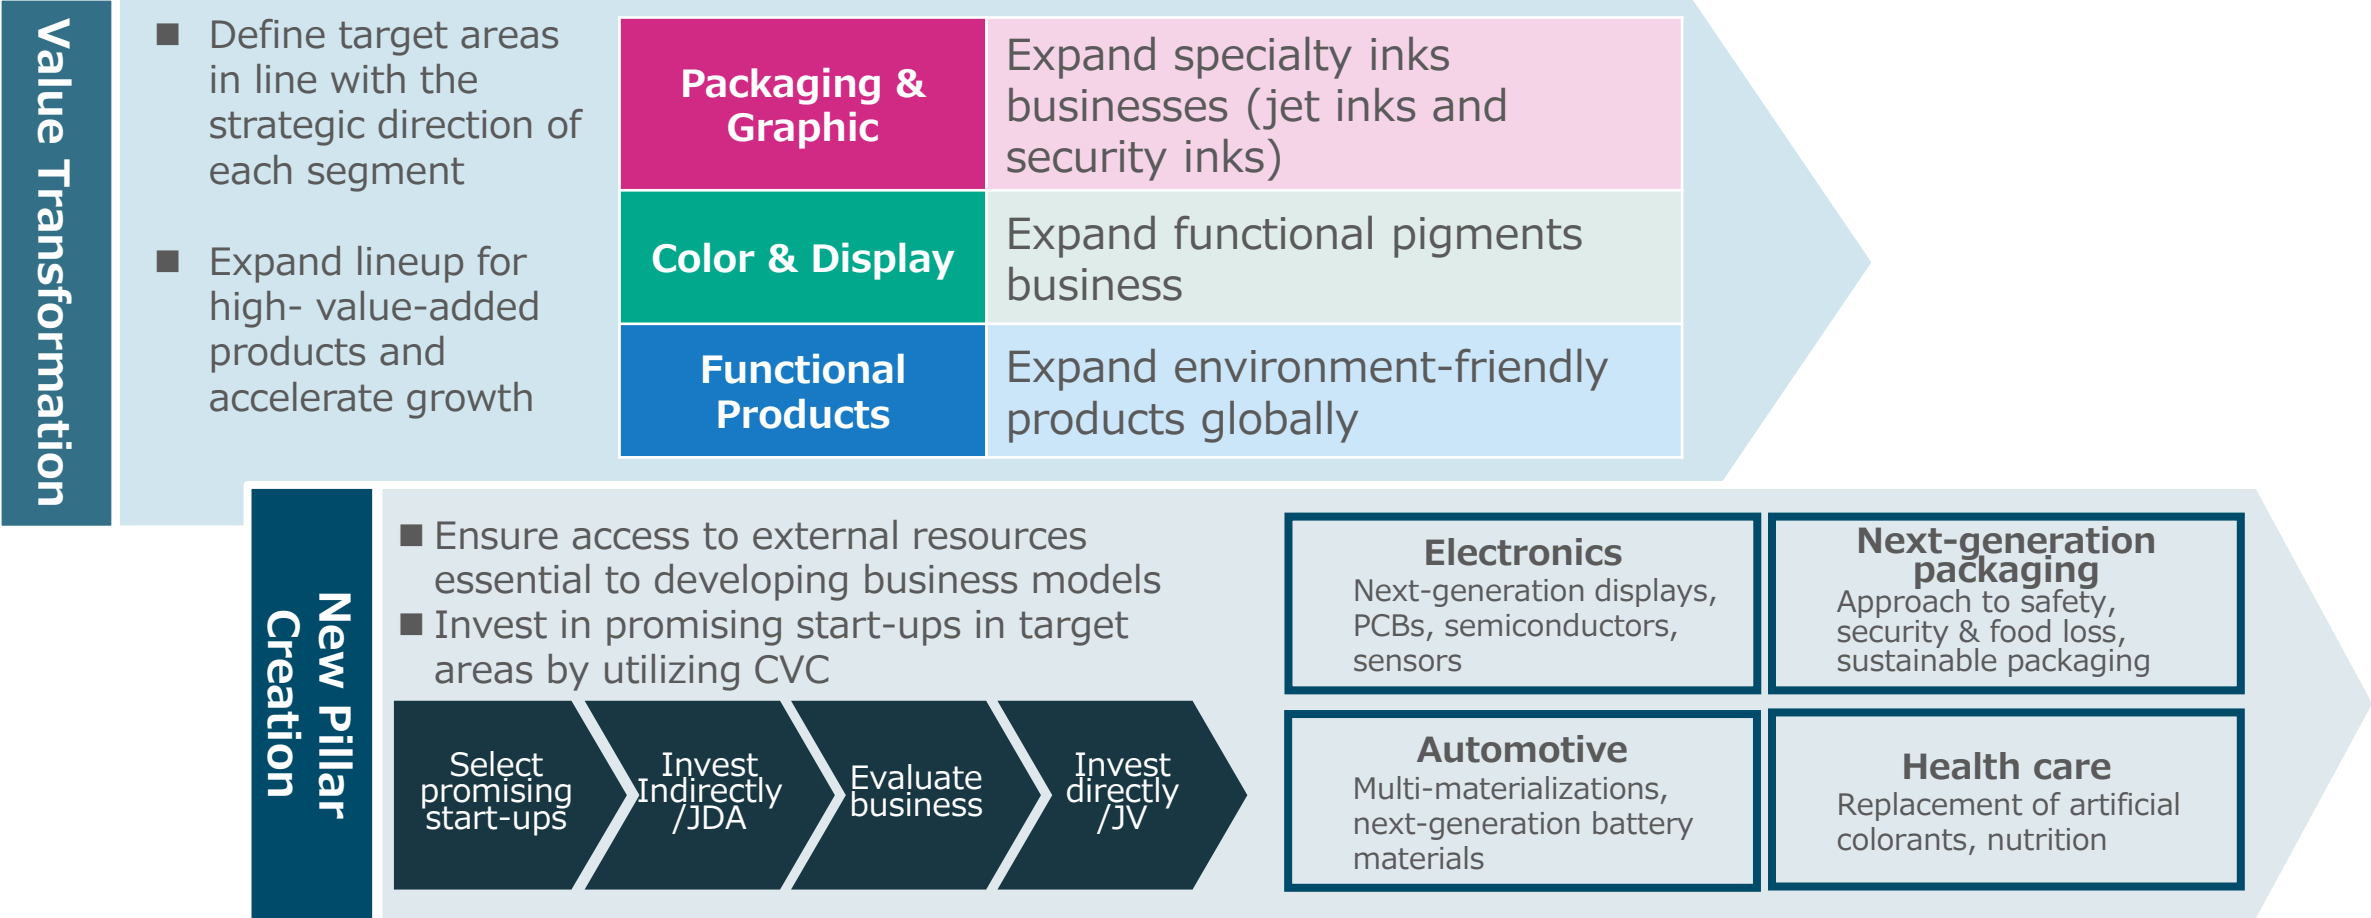 Value Transformation
■ Define target areas
in line with the
strategic direction of
each segment
■ Expand lineup for
high- value-added
products and
accelerate growth
Packaging &
Graphic
Expand specialty inks
businesses (jet inks and
security inks)
Color & Display
Expand functional pigments
business
Functional
Products
Expand environment-friendly
products globally
New Pillar
Creation
■ Ensure access to external resources
essential to developing business models
■ Invest in promising start-ups in target
areas by utilizing CVC
Select
promising
start-ups
Invest
Indirectly
/JDA
Evaluate
business
Invest
directly
/JV
Electronics
Next-generation displays,
PCBs, semiconductors,
sensors
Next-generation
packaging
Approach to safety,
security & food loss,
sustainable packaging
Automotive
Multi-materializations,
next-generation battery
materials
Health care
Replacement of artificial
colorants, nutrition